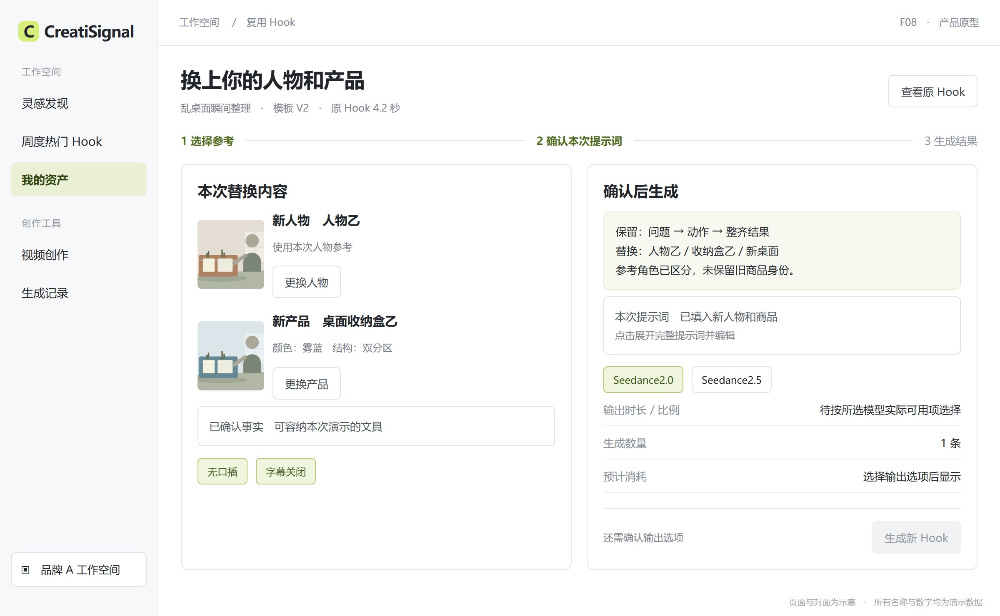 C CreatiSignal
工作空间
灵感发现
周度热门 Hook
我的资产
创作工具
视频创作
生成记录
品牌 A 工作空间
工作空间 / 复用 Hook
F08 · 产品原型
换上你的人物和产品
乱桌面瞬间整理 · 模板 V2 · 原 Hook 4.2 秒
查看原 Hook
1 选择参考
2 确认本次提示词
3 生成结果
本次替换内容
新人物 人物乙
使用本次人物参考
更换人物
新产品 桌面收纳盒乙
颜色：雾蓝 结构：双分区
更换产品
已确认事实 可容纳本次演示的文具
无口播
字幕关闭
确认后生成
保留：问题 → 动作 → 整齐结果
替换：人物乙 / 收纳盒乙 / 新桌面
参考角色已区分，未保留旧商品身份。
本次提示词 已填入新人物和商品
点击展开完整提示词并编辑
Seedance2.0
Seedance2.5
输出时长 / 比例 待按所选模型实际可用项选择
生成数量 1 条
预计消耗 选择输出选项后显示
还需确认输出选项
生成新 Hook
页面与封面为示意 · 所有名称与数字均为演示数据